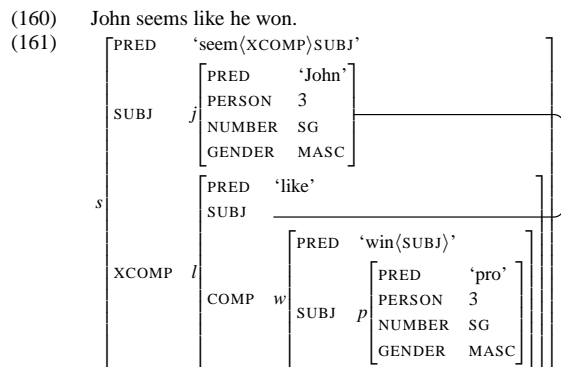 (160) John seems like he won.
(161)
PRED ‘seem⟨XCOMP⟩SUBJ’
PRED ‘John’
PERSON 3
SUBJ j
NUMBER SG
GENDER MASC
PRED ‘like’
s SUBJ
PRED ‘win⟨SUBJ⟩’
XCOMP l
PRED ‘pro’
COMP w
PERSON 3
SUBJ p
NUMBER SG
GENDER MASC